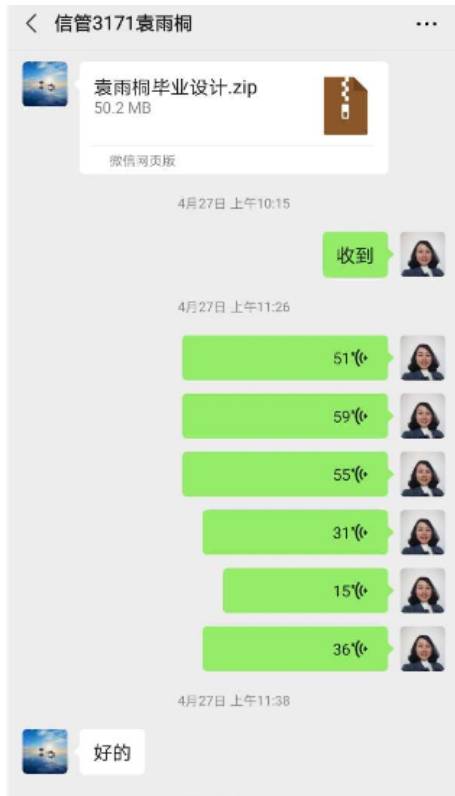 信管3171袁雨桐
袁雨桐毕业设计.zip
50.2 MB
微信网页版
4月27日 上午10:15
收到
4月27日 上午11:26
51"
59"
55"
31"
15"
36"
4月27日 上午11:38
好的